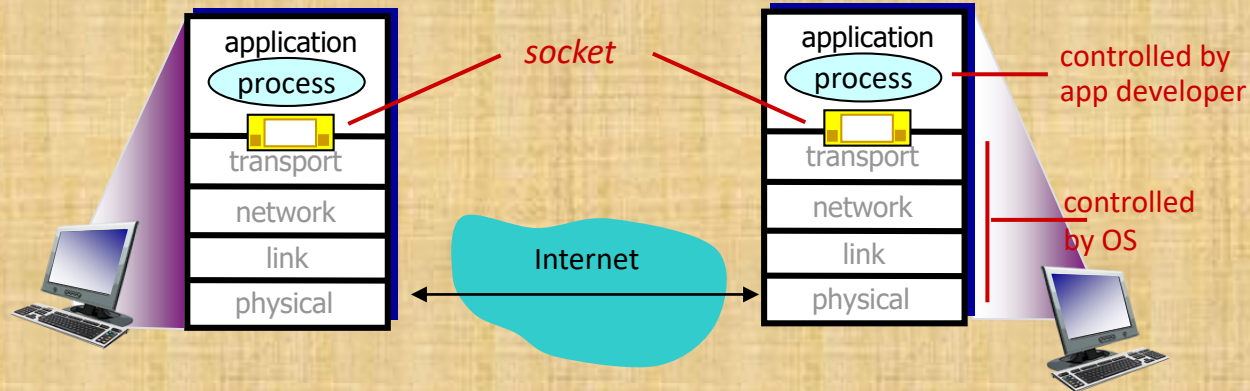 application
process
transport
network
link
physical
socket
Internet
application
process
transport
network
link
physical
controlled by
app developer
controlled
by OS